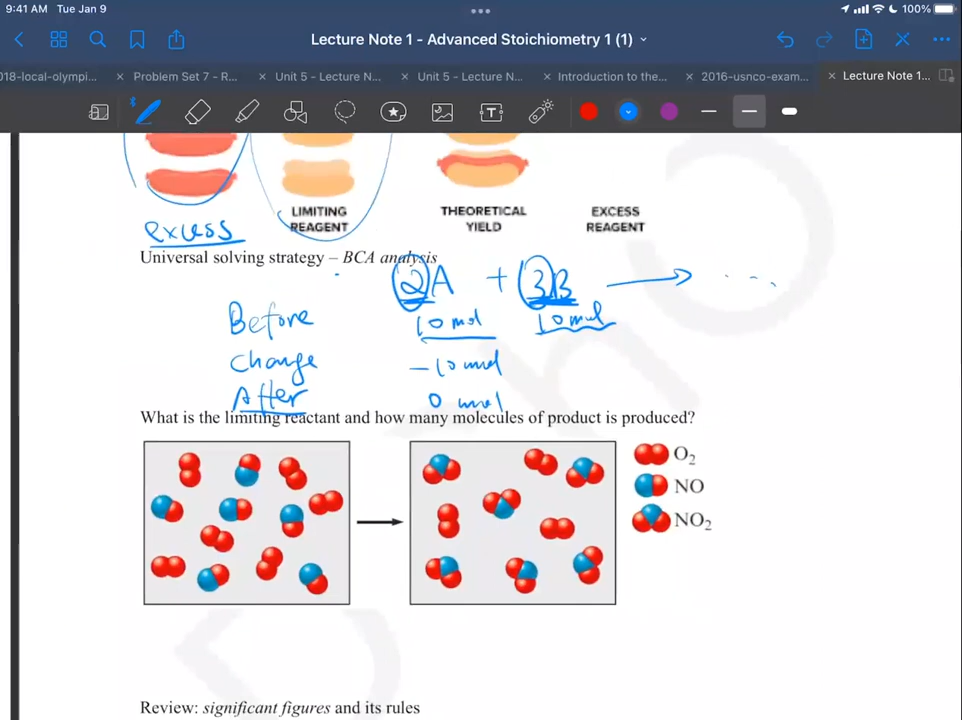 9:41 AM Tue Jan 9
100%
Lecture Note 1 - Advanced Stoichiometry 1 (1)
018-local-olympi...
Problem Set 7 - R...
Unit 5 - Lecture N...
Unit 5 - Lecture N...
Introduction to the...
2016-usnco-exam...
Lecture Note 1...
LIMITING REAGENT
THEORETICAL YIELD
EXCESS REAGENT
excess
Universal solving strategy – BCA analysis
2A + 3B → ...
Before 10 mol 10 mol
Change -10 mol
After 0 mol
What is the limiting reactant and how many molecules of product is produced?
O₂
NO
NO₂
Review: significant figures and its rules